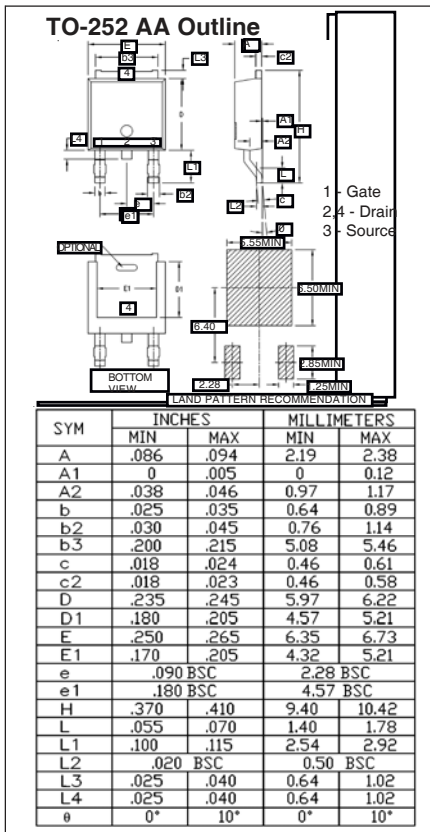 TO-252 AA Outline
E
b3
4
L3
A
c2
D
A1
H
A2
L4
1 2 3
L1
L
b2
L2
c
e
e1
1 - Gate
2,4 - Drain
3 - Source
OPTIONAL
5.55MIN
E1
D1
6.50MIN
4
6.40
2.85MIN
BOTTOM
VIEW
2.28
1.25MIN
LAND PATTERN RECOMMENDATION
SYM INCHES MILLIMETERS
MIN MAX MIN MAX
A .086 .094 2.19 2.38
A1 0 .005 0 0.12
A2 .038 .046 0.97 1.17
b .025 .035 0.64 0.89
b2 .030 .045 0.76 1.14
b3 .200 .215 5.08 5.46
c .018 .024 0.46 0.61
c2 .018 .023 0.46 0.58
D .235 .245 5.97 6.22
D1 .180 .205 4.57 5.21
E .250 .265 6.35 6.73
E1 .170 .205 4.32 5.21
e .090 BSC 2.28 BSC
e1 .180 BSC 4.57 BSC
H .370 .410 9.40 10.42
L .055 .070 1.40 1.78
L1 .100 .115 2.54 2.92
L2 .020 BSC 0.50 BSC
L3 .025 .040 0.64 1.02
L4 .025 .040 0.64 1.02
θ 0° 10° 0° 10°